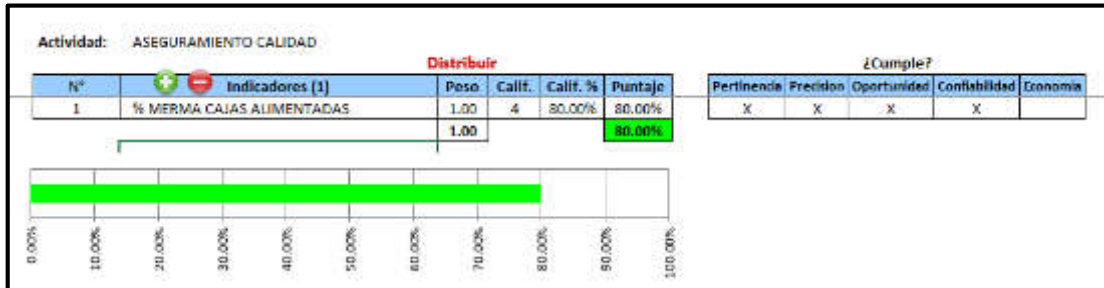 Actividad: ASEGURAMIENTO CALIDAD
Distribuir ¿Cumple?
N° Indicadores (1) Peso Calif. Calif. % Puntaje Pertinencia Precision Oportunidad Confiabilidad Economia
1 % MERMA CAJAS ALIMENTADAS 1.00 4 80.00% 80.00% X X X X
1.00 80.00%
0.00% 10.00% 20.00% 30.00% 40.00% 50.00% 60.00% 70.00% 80.00% 90.00% 100.00%